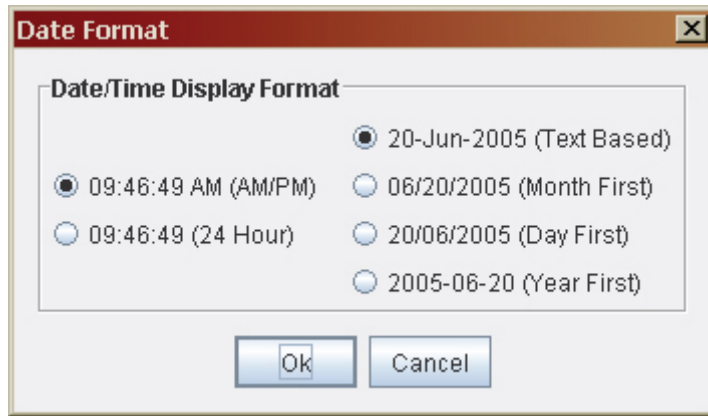 Date Format
Date/Time Display Format
20-Jun-2005 (Text Based)
09:46:49 AM (AM/PM)
06/20/2005 (Month First)
09:46:49 (24 Hour)
20/06/2005 (Day First)
2005-06-20 (Year First)
Ok
Cancel